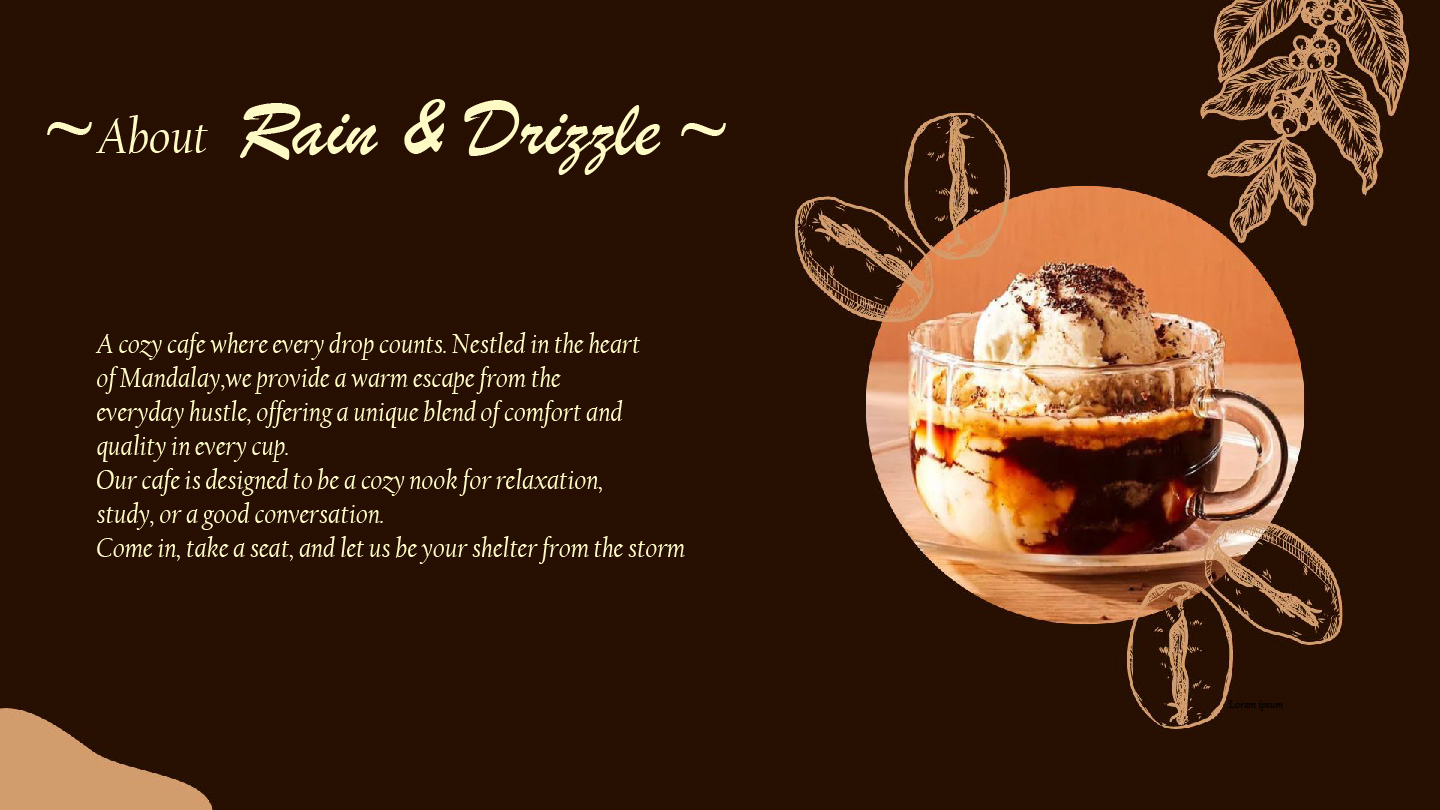 ~About Rain & Drizzle ~
A cozy cafe where every drop counts. Nestled in the heart
of Mandalay,we provide a warm escape from the
everyday hustle, offering a unique blend of comfort and
quality in every cup.
Our cafe is designed to be a cozy nook for relaxation,
study, or a good conversation.
Come in, take a seat, and let us be your shelter from the storm
Lorem ipsum